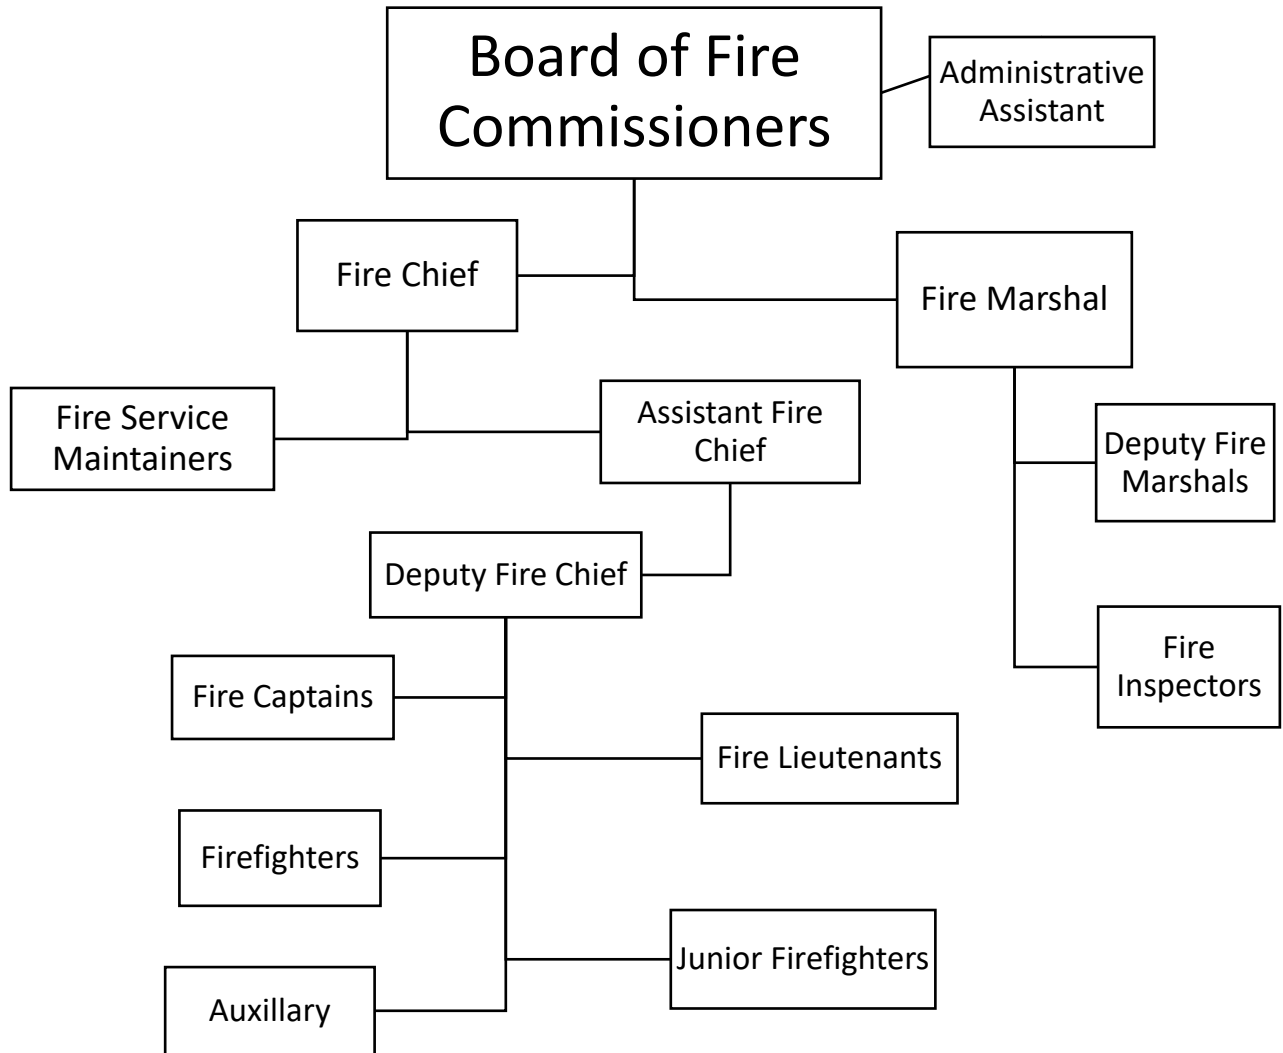 Board of Fire
Commissioners
Administrative
Assistant
Fire Chief
Fire Marshal
Fire Service
Maintainers
Assistant Fire
Chief
Deputy Fire
Marshals
Deputy Fire Chief
Fire
Inspectors
Fire Captains
Fire Lieutenants
Firefighters
Junior Firefighters
Auxillary